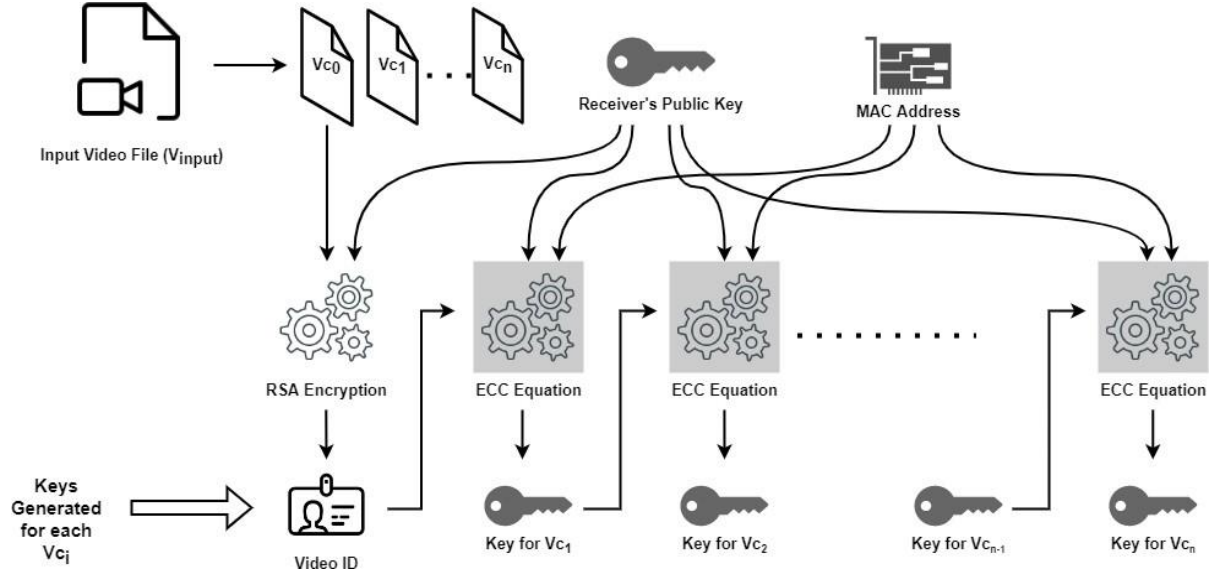 Vc₀
Vc₁
Vcₙ
Receiver's Public Key
MAC Address
Input Video File (Vinput)
RSA Encryption
ECC Equation
ECC Equation
ECC Equation
Keys
Generated
for each
Vcᵢ
Video ID
Key for Vc₁
Key for Vc₂
Key for Vcₙ₋₁
Key for Vcₙ